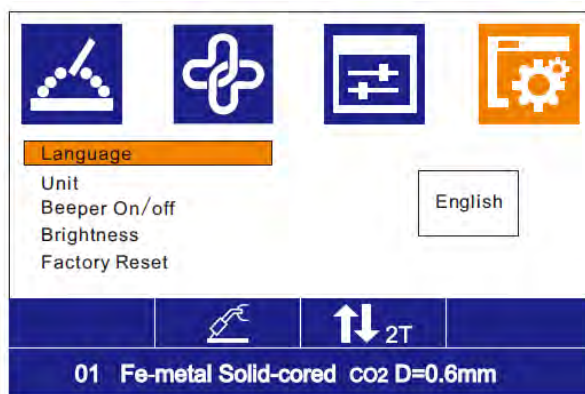 Language
Unit
Beeper On/off
Brightness
Factory Reset
English
2T
01 Fe-metal Solid-cored CO2 D=0.6mm